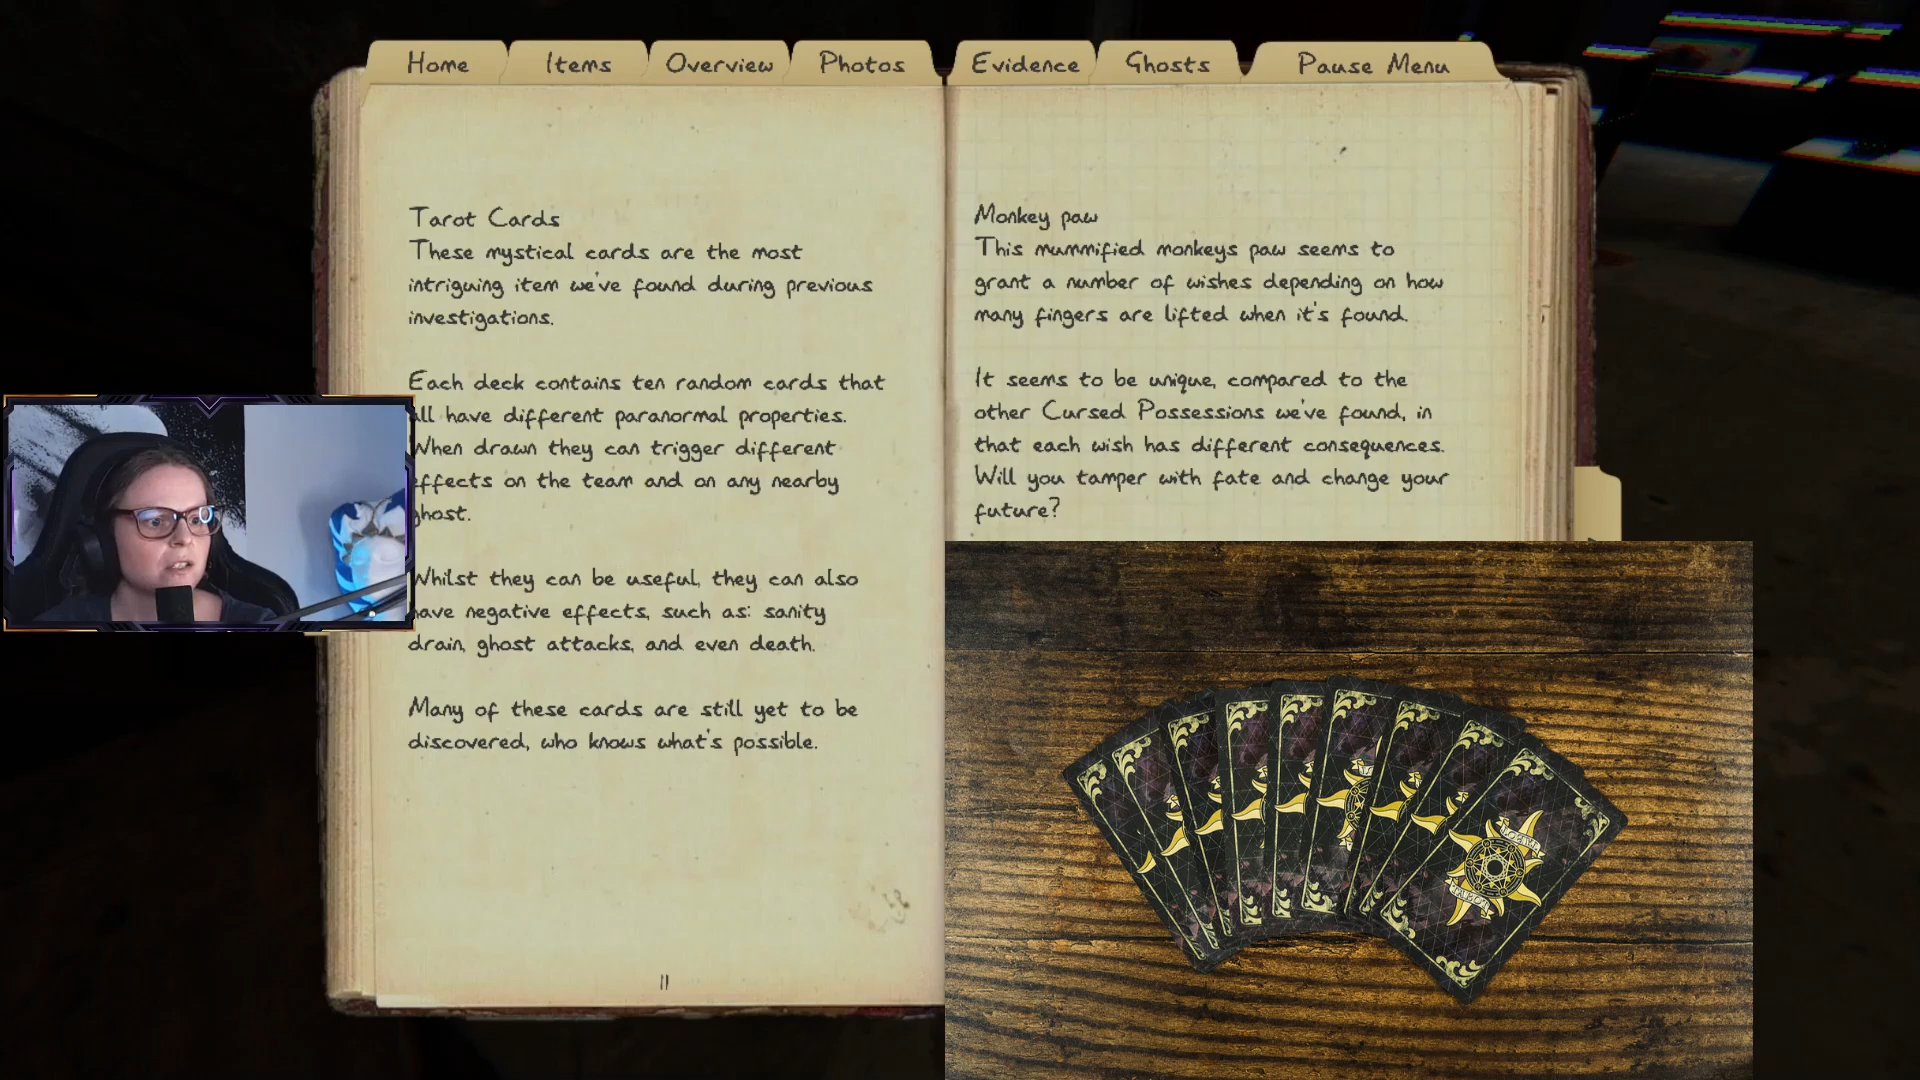 Home
Items
Overview
Photos
Evidence
Ghosts
Pause Menu
Tarot Cards
These mystical cards are the most
intriguing item we've found during previous
investigations.
Each deck contains ten random cards that
all have different paranormal properties.
When drawn they can trigger different
effects on the team and on any nearby
ghost.
Whilst they can be useful, they can also
have negative effects, such as: sanity
drain, ghost attacks, and even death.
Many of these cards are still yet to be
discovered, who knows what's possible.
11
Monkey paw
This mummified monkeys paw seems to
grant a number of wishes depending on how
many fingers are lifted when it's found.
It seems to be unique, compared to the
other Cursed Possessions we've found, in
that each wish has different consequences.
Will you tamper with fate and change your
future?